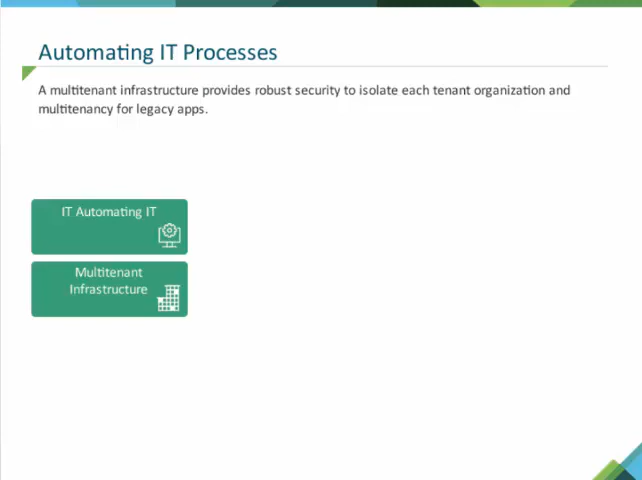 Automating IT Processes
A multitenant infrastructure provides robust security to isolate each tenant organization and
multitenancy for legacy apps.
IT Automating IT
Multitenant
Infrastructure